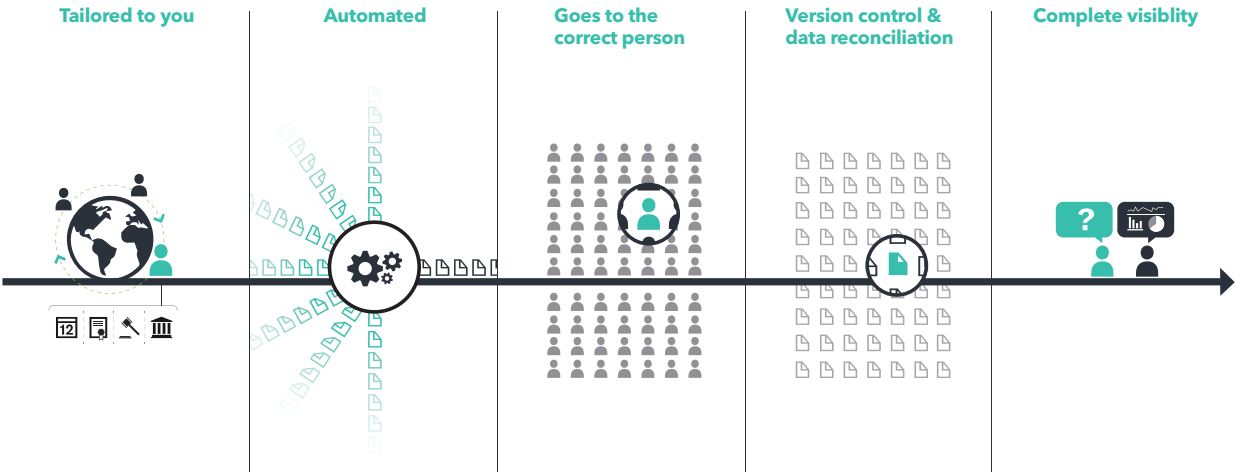 Tailored to you
Automated
Goes to the
correct person
Version control &
data reconciliation
Complete visiblity
12
?